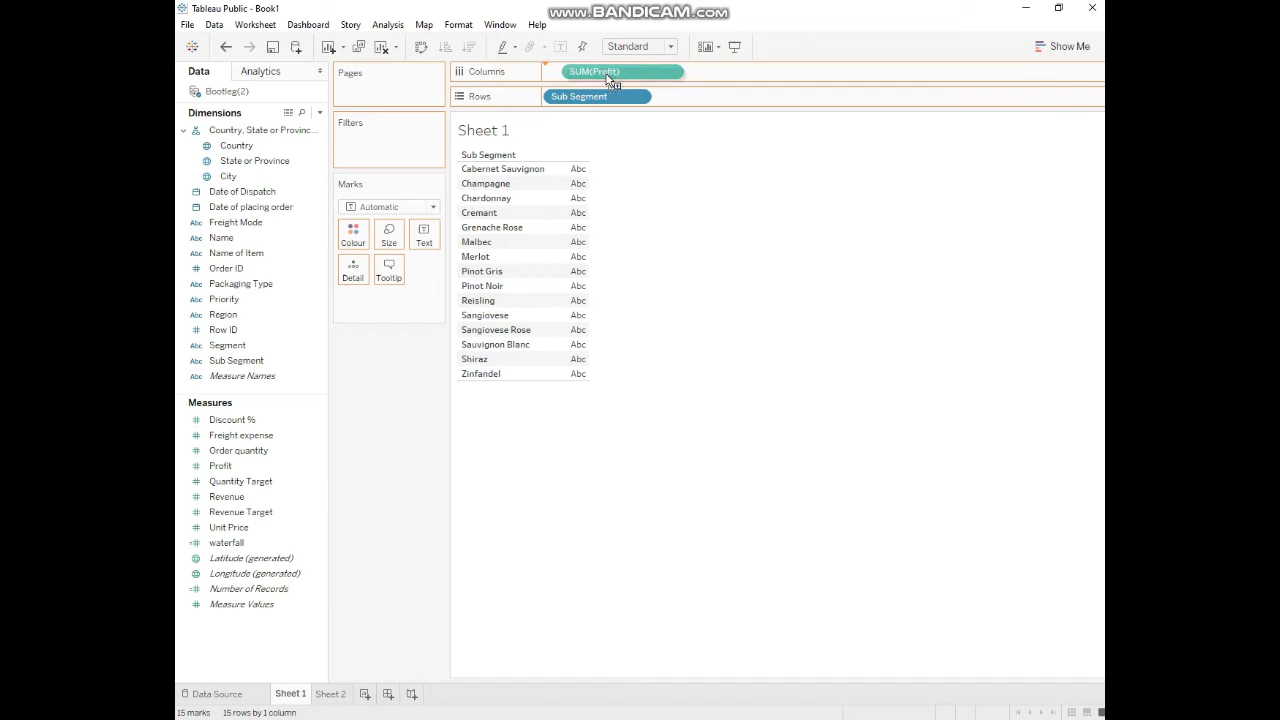 www.BANDICAM.com
Tableau Public - Book1
File Data Worksheet Dashboard Story Analysis Map Format Window Help
Standard
Show Me
Data Analytics
Pages
Columns SUM(Profit)
Bootleg(2)
Rows Sub Segment
Dimensions
Filters
Country, State or Provinc...
Country
State or Province
City
Date of Dispatch
Date of placing order
Freight Mode
Name
Name of Item
Order ID
Packaging Type
Priority
Region
Row ID
Segment
Sub Segment
Measure Names
Measures
Discount %
Freight expense
Order quantity
Profit
Quantity Target
Revenue
Revenue Target
Unit Price
waterfall
Latitude (generated)
Longitude (generated)
Number of Records
Measure Values
Marks
Automatic
Colour Size Text
Detail Tooltip
Sheet 1
Sub Segment
Cabernet Sauvignon Abc
Champagne Abc
Chardonnay Abc
Cremant Abc
Grenache Rose Abc
Malbec Abc
Merlot Abc
Pinot Gris Abc
Pinot Noir Abc
Reisling Abc
Sangiovese Abc
Sangiovese Rose Abc
Sauvignon Blanc Abc
Shiraz Abc
Zinfandel Abc
Data Source Sheet 1 Sheet 2
15 marks 15 rows by 1 column